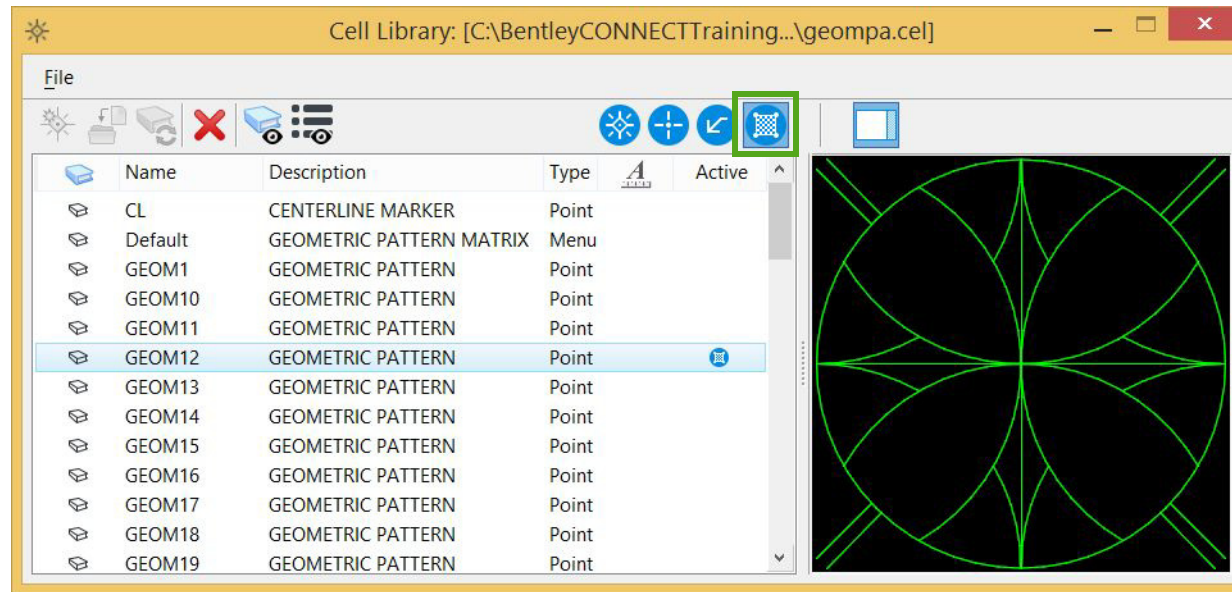 Cell Library: [C:\BentleyCONNECTTraining...\geompa.cel]
File
Name Description Type A Active
CL CENTERLINE MARKER Point
Default GEOMETRIC PATTERN MATRIX Menu
GEOM1 GEOMETRIC PATTERN Point
GEOM10 GEOMETRIC PATTERN Point
GEOM11 GEOMETRIC PATTERN Point
GEOM12 GEOMETRIC PATTERN Point
GEOM13 GEOMETRIC PATTERN Point
GEOM14 GEOMETRIC PATTERN Point
GEOM15 GEOMETRIC PATTERN Point
GEOM16 GEOMETRIC PATTERN Point
GEOM17 GEOMETRIC PATTERN Point
GEOM18 GEOMETRIC PATTERN Point
GEOM19 GEOMETRIC PATTERN Point